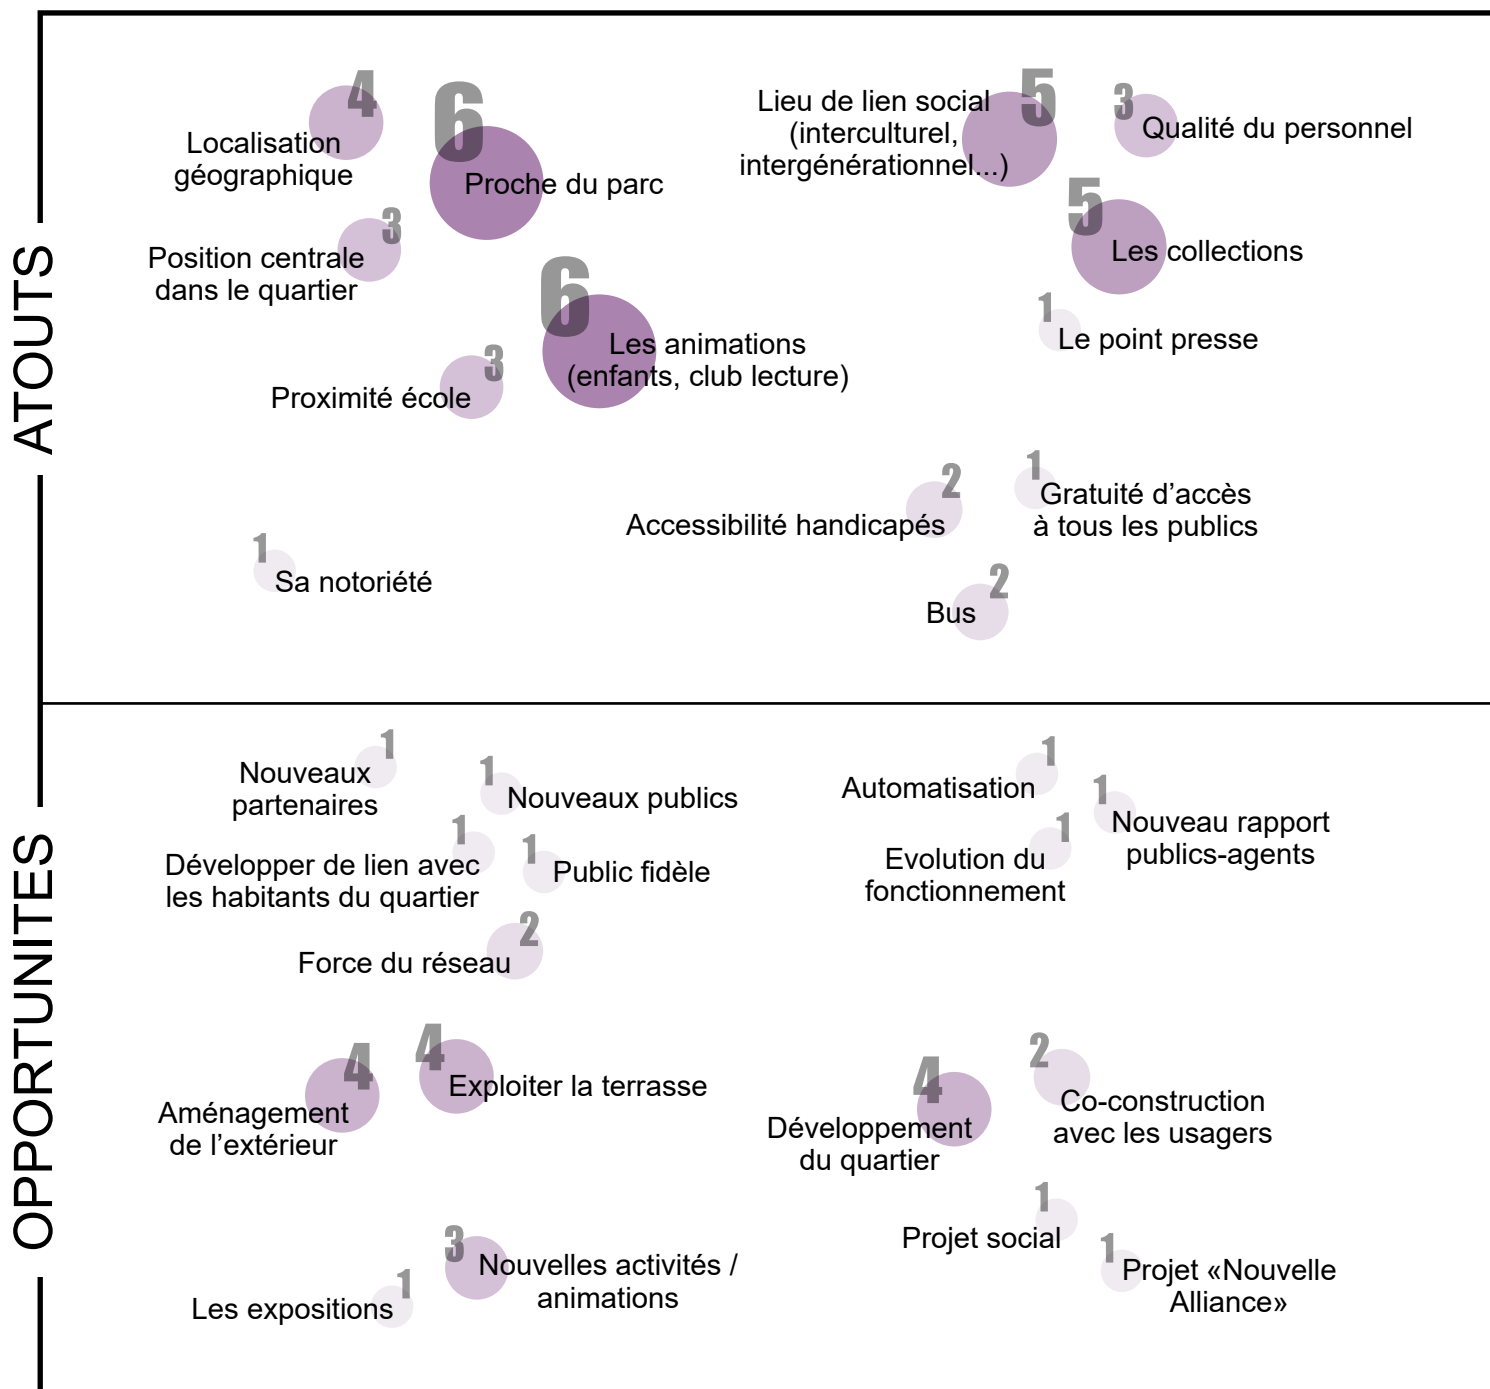 ATOUTS
4
Localisation
géographique
6
Proche du parc
3
Position centrale
dans le quartier
6
Les animations
(enfants, club lecture)
3
Proximité école
1
Sa notoriété
5
Lieu de lien social
(interculturel,
intergénérationnel...)
3
Qualité du personnel
5
Les collections
1
Le point presse
2
Accessibilité handicapés
1
Gratuité d’accès
à tous les publics
2
Bus
OPPORTUNITES
1
Nouveaux
partenaires
1
Nouveaux publics
1
Développer de lien avec
les habitants du quartier
1
Public fidèle
2
Force du réseau
4
Aménagement
de l’extérieur
4
Exploiter la terrasse
3
Nouvelles activités /
animations
1
Les expositions
1
Automatisation
1
Nouveau rapport
publics-agents
1
Evolution du
fonctionnement
4
Développement
du quartier
2
Co-construction
avec les usagers
1
Projet social
1
Projet «Nouvelle
Alliance»